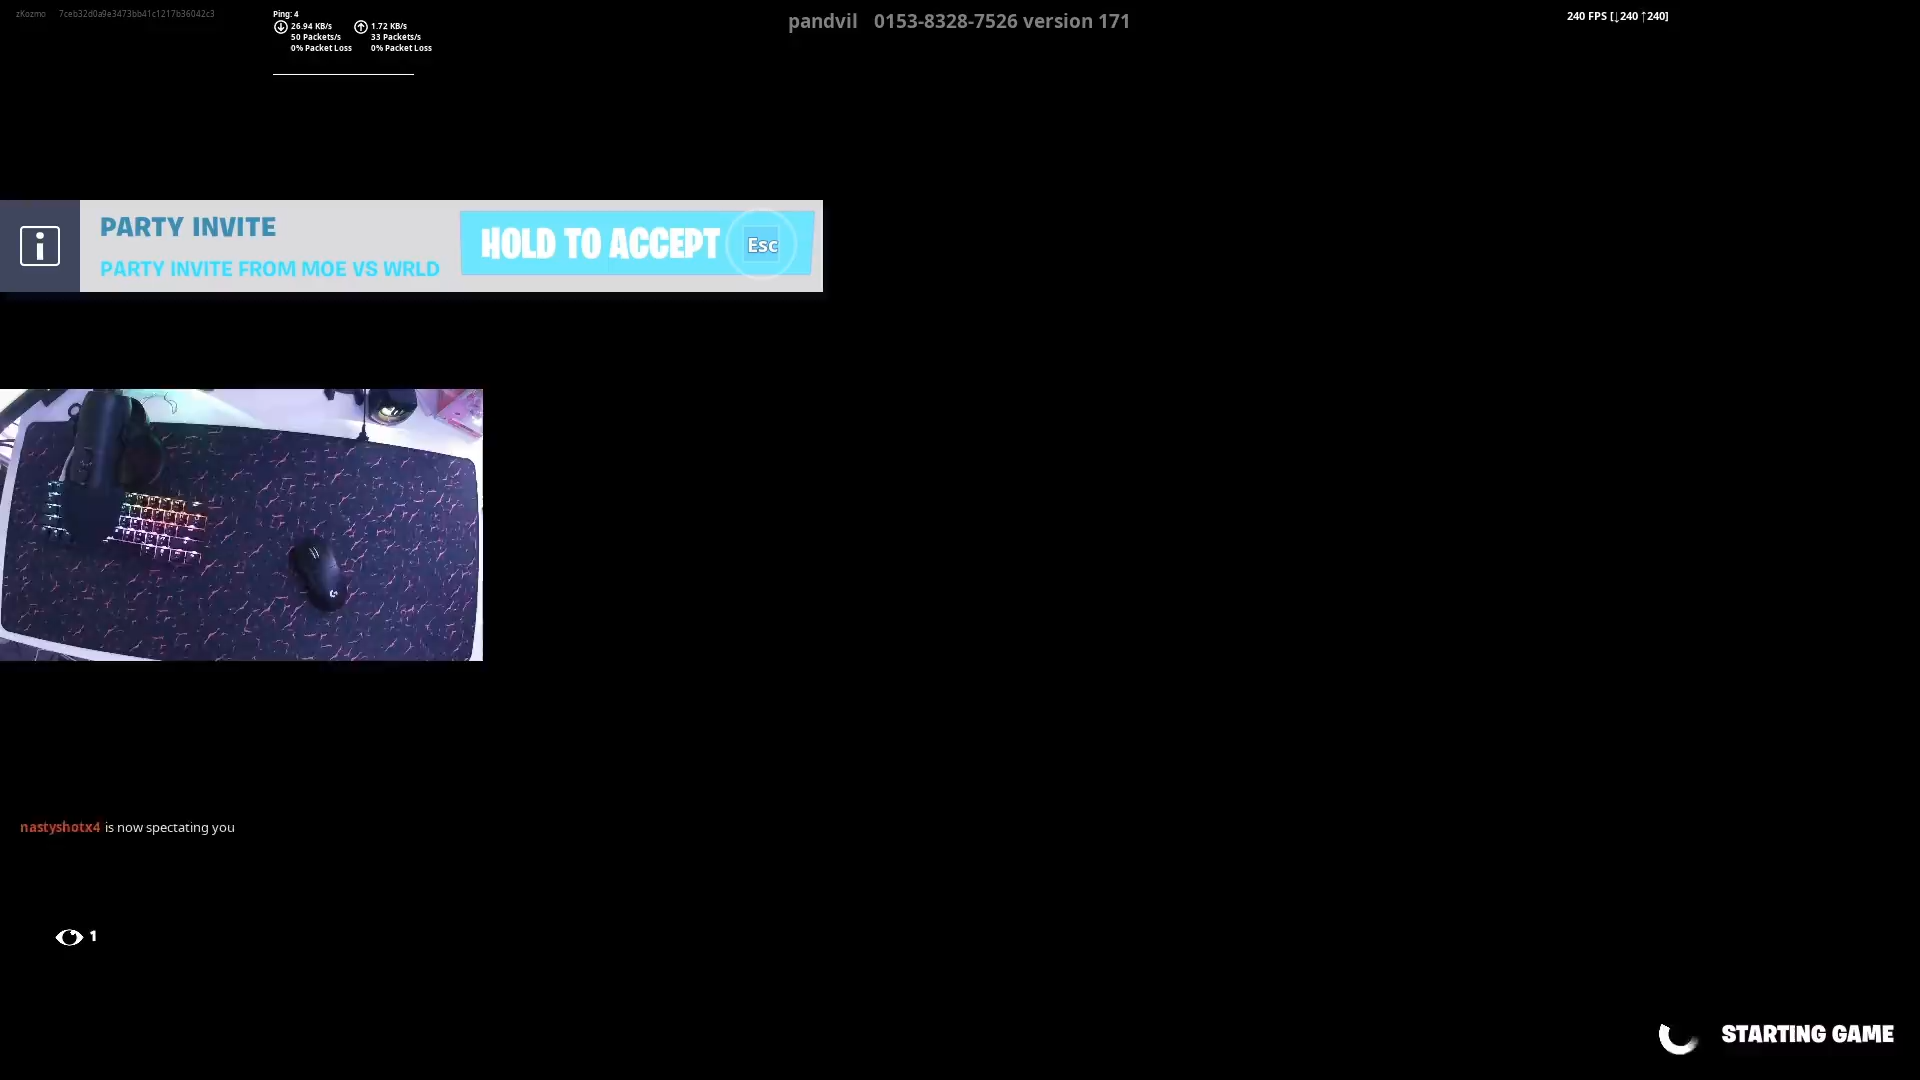 zKozmo 7ceb32d0a9e3473bb41c1217b36042c3
Ping: 4
26.94 KB/s 1.72 KB/s
50 Packets/s 33 Packets/s
0% Packet Loss 0% Packet Loss
pandvil 0153-8328-7526 version 171
240 FPS [↓240 ↑240]
PARTY INVITE
PARTY INVITE FROM MOE VS WRLD
HOLD TO ACCEPT Esc
nastyshotx4 is now spectating you
1
STARTING GAME